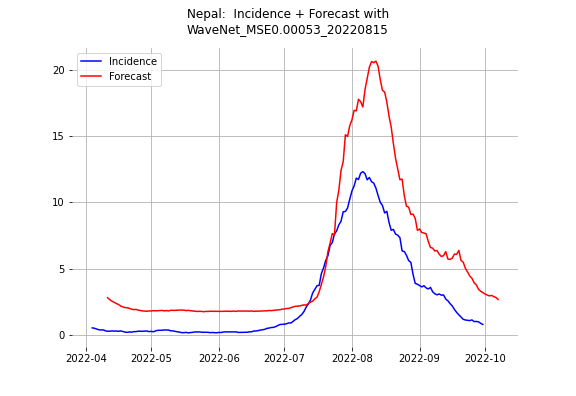 Nepal:  Incidence + Forecast with
WaveNet_MSE0.00053_20220815
Incidence
Forecast
20
15
10
5
0
2022-04 2022-05 2022-06 2022-07 2022-08 2022-09 2022-10